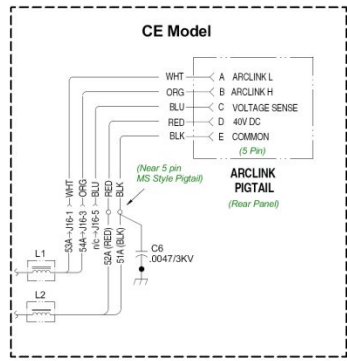 CE Model
WHT A ARCLINK L
ORG B ARCLINK H
BLU C VOLTAGE SENSE
RED D 40V DC
BLK E COMMON
(5 Pin)
ARCLINK
PIGTAIL
(Rear Panel)
(Near 5 pin
MS Style Pigtail)
53A→J16-1 WHT
54A→J16-3 ORG
n/c→J16-5 BLU
52A (RED) RED
51A (BLK) BLK
C6
.0047/3KV
L1
L2